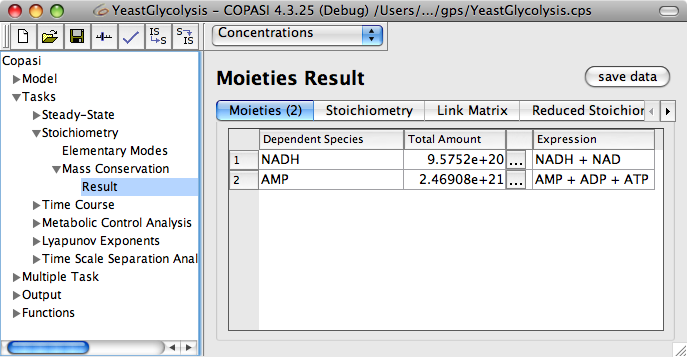 YeastGlycolysis - COPASI 4.3.25 (Debug) /Users/.../gps/YeastGlycolysis.cps
IS S S IS
Concentrations
Copasi
Model
Tasks
Steady-State
Stoichiometry
Elementary Modes
Mass Conservation
Result
Time Course
Metabolic Control Analysis
Lyapunov Exponents
Time Scale Separation Anal
Multiple Task
Output
Functions
Moieties Result
save data
Moieties (2) Stoichiometry Link Matrix Reduced Stoichior
Dependent Species Total Amount Expression
1 NADH 9.5752e+20 ... NADH + NAD
2 AMP 2.46908e+21 ... AMP + ADP + ATP